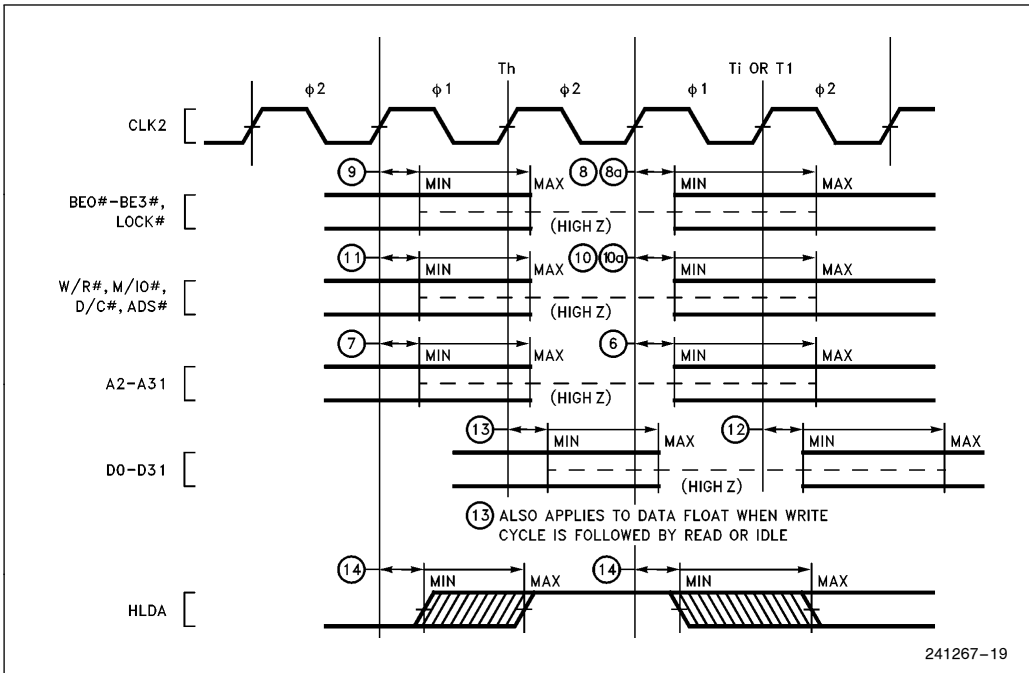 Th Ti OR T1
φ2 φ1 φ2 φ1 φ2
CLK2
9 MIN MAX 8 8a MIN MAX
BE0#–BE3#,
LOCK#
(HIGH Z)
11 MIN MAX 10 10a MIN MAX
W/R#, M/IO#,
D/C#, ADS#
(HIGH Z)
7 MIN MAX 6 MIN MAX
A2–A31
(HIGH Z)
13 MIN MAX 12 MIN MAX
D0–D31
(HIGH Z)
13 ALSO APPLIES TO DATA FLOAT WHEN WRITE
CYCLE IS FOLLOWED BY READ OR IDLE
14 MIN MAX 14 MIN MAX
HLDA
241267–19